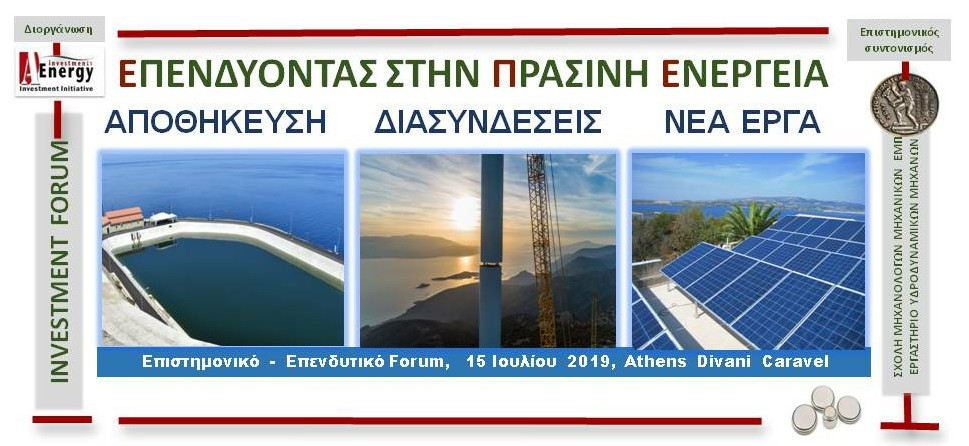 Διοργάνωση
Επιστημονικός
συντονισμός
investments
AEnergy
Investment Initiative
ΕΠΕΝΔΥΟΝΤΑΣ ΣΤΗΝ ΠΡΑΣΙΝΗ ΕΝΕΡΓΕΙΑ
ΑΠΟΘΗΚΕΥΣΗ ΔΙΑΣΥΝΔΕΣΕΙΣ ΝΕΑ ΕΡΓΑ
INVESTMENT FORUM
ΣΧΟΛΗ ΜΗΧΑΝΟΛΟΓΩΝ ΜΗΧΑΝΙΚΩΝ ΕΜΠ
ΕΡΓΑΣΤΗΡΙΟ ΥΔΡΟΔΥΝΑΜΙΚΩΝ ΜΗΧΑΝΩΝ
Επιστημονικό - Επενδυτικό Forum, 15 Ιουλίου 2019, Athens Divani Caravel